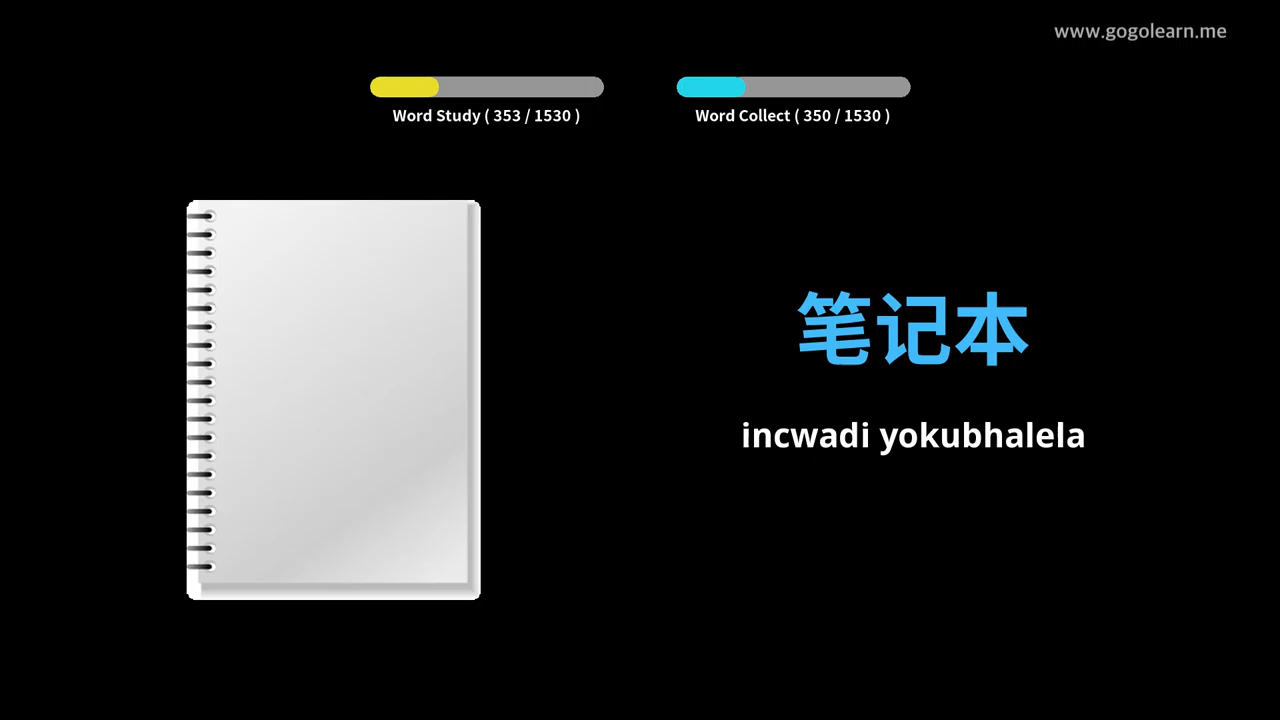 www.gogolearn.me
Word Study ( 353 / 1530 )
Word Collect ( 350 / 1530 )
笔记本
incwadi yokubhalela